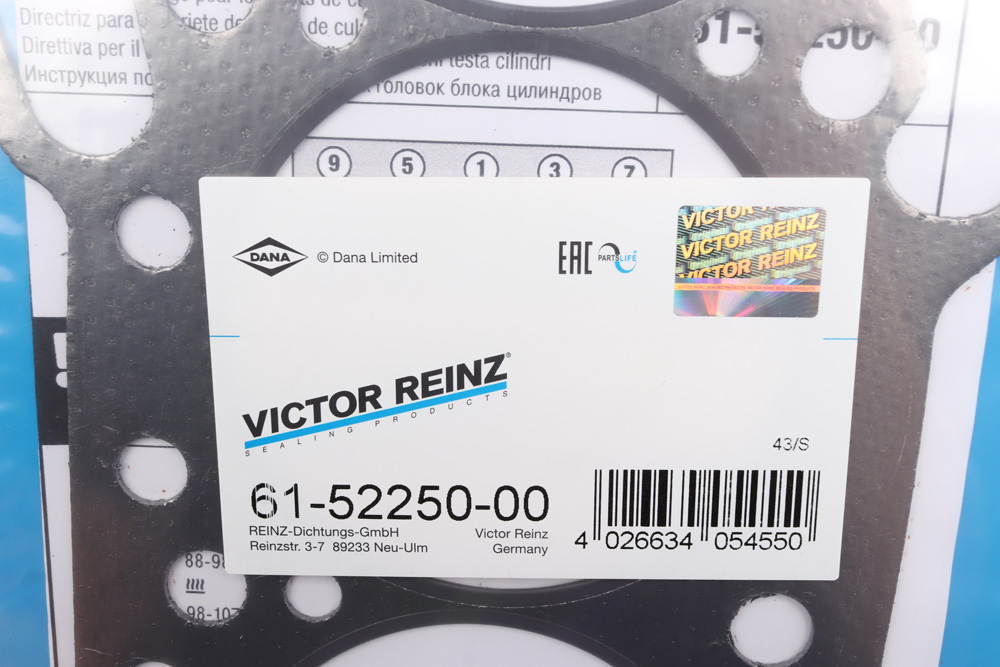 Directriz para
Direttiva per il
Инструкция по
testa cilindri
головок блока цилиндров
9 5 1 3 7
DANA © Dana Limited
EAC PARTSLIFE
VICTOR REINZ
VICTOR REINZ
VICTOR REINZ
VICTOR REINZ®
SEALING PRODUCTS
43/S
61-52250-00
REINZ-Dichtungs-GmbH
Reinzstr. 3-7 89233 Neu-Ulm
Victor Reinz
Germany
4 026634 054550
!